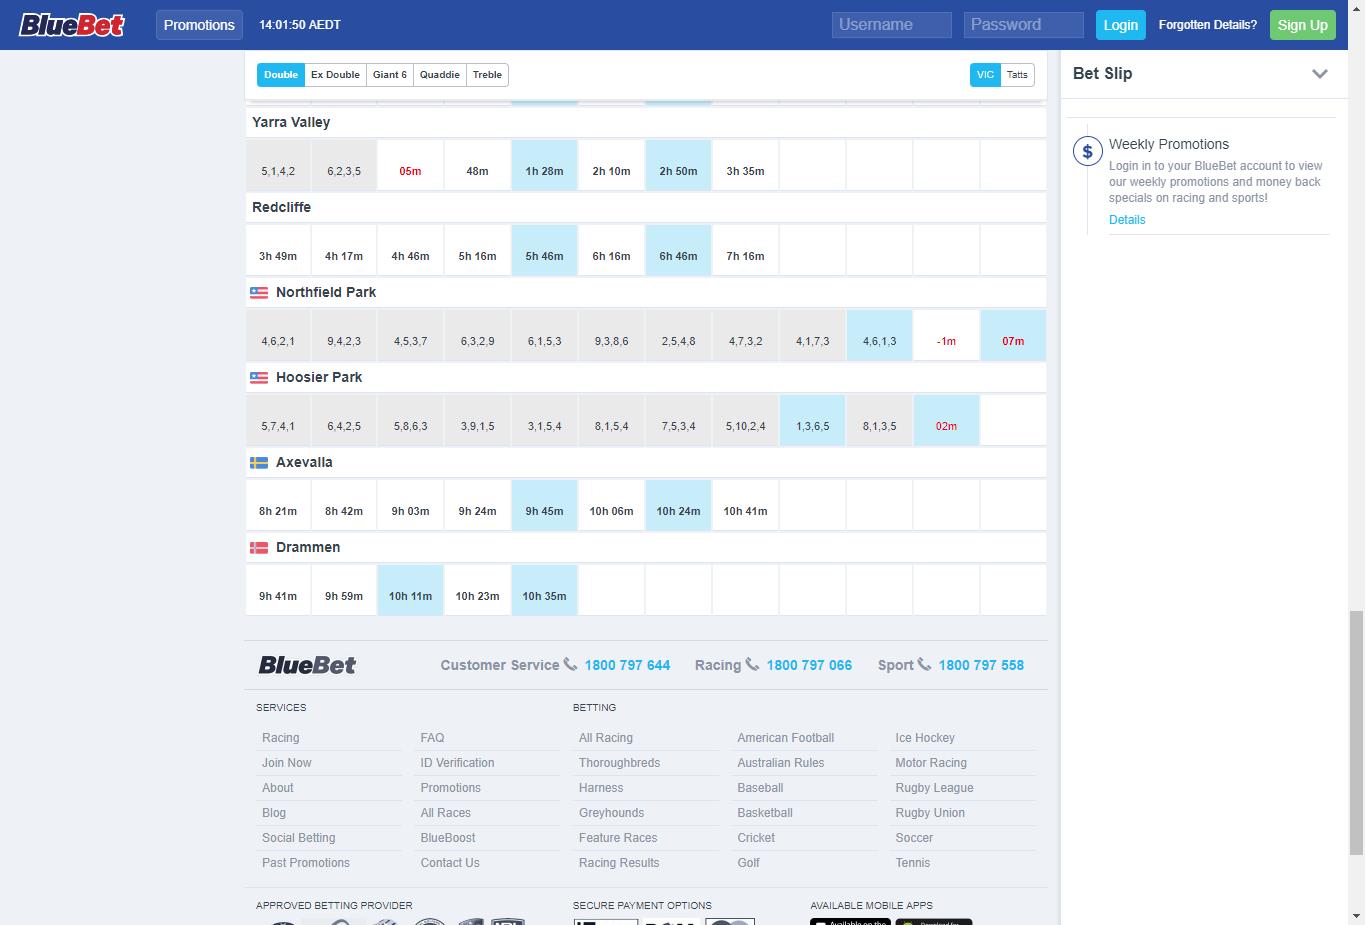 BlueBet
Promotions
14:01:50 AEDT
Username
Password
Login
Forgotten Details?
Sign Up
Double
Ex Double
Giant 6
Quaddie
Treble
VIC
Tatts
Bet Slip
Weekly Promotions
Login in to your BlueBet account to view
our weekly promotions and money back
specials on racing and sports!
Details
Yarra Valley
5,1,4,2 6,2,3,5 05m 48m 1h 28m 2h 10m 2h 50m 3h 35m
Redcliffe
3h 49m 4h 17m 4h 46m 5h 16m 5h 46m 6h 16m 6h 46m 7h 16m
Northfield Park
4,6,2,1 9,4,2,3 4,5,3,7 6,3,2,9 6,1,5,3 9,3,8,6 2,5,4,8 4,7,3,2 4,1,7,3 4,6,1,3 -1m 07m
Hoosier Park
5,7,4,1 6,4,2,5 5,8,6,3 3,9,1,5 3,1,5,4 8,1,5,4 7,5,3,4 5,10,2,4 1,3,6,5 8,1,3,5 02m
Axevalla
8h 21m 8h 42m 9h 03m 9h 24m 9h 45m 10h 06m 10h 24m 10h 41m
Drammen
9h 41m 9h 59m 10h 11m 10h 23m 10h 35m
BlueBet
Customer Service 1800 797 644
Racing 1800 797 066
Sport 1800 797 558
SERVICES
Racing
Join Now
About
Blog
Social Betting
Past Promotions
FAQ
ID Verification
Promotions
All Races
BlueBoost
Contact Us
BETTING
All Racing
Thoroughbreds
Harness
Greyhounds
Feature Races
Racing Results
American Football
Australian Rules
Baseball
Basketball
Cricket
Golf
Ice Hockey
Motor Racing
Rugby League
Rugby Union
Soccer
Tennis
APPROVED BETTING PROVIDER
SECURE PAYMENT OPTIONS
AVAILABLE MOBILE APPS
Available on the